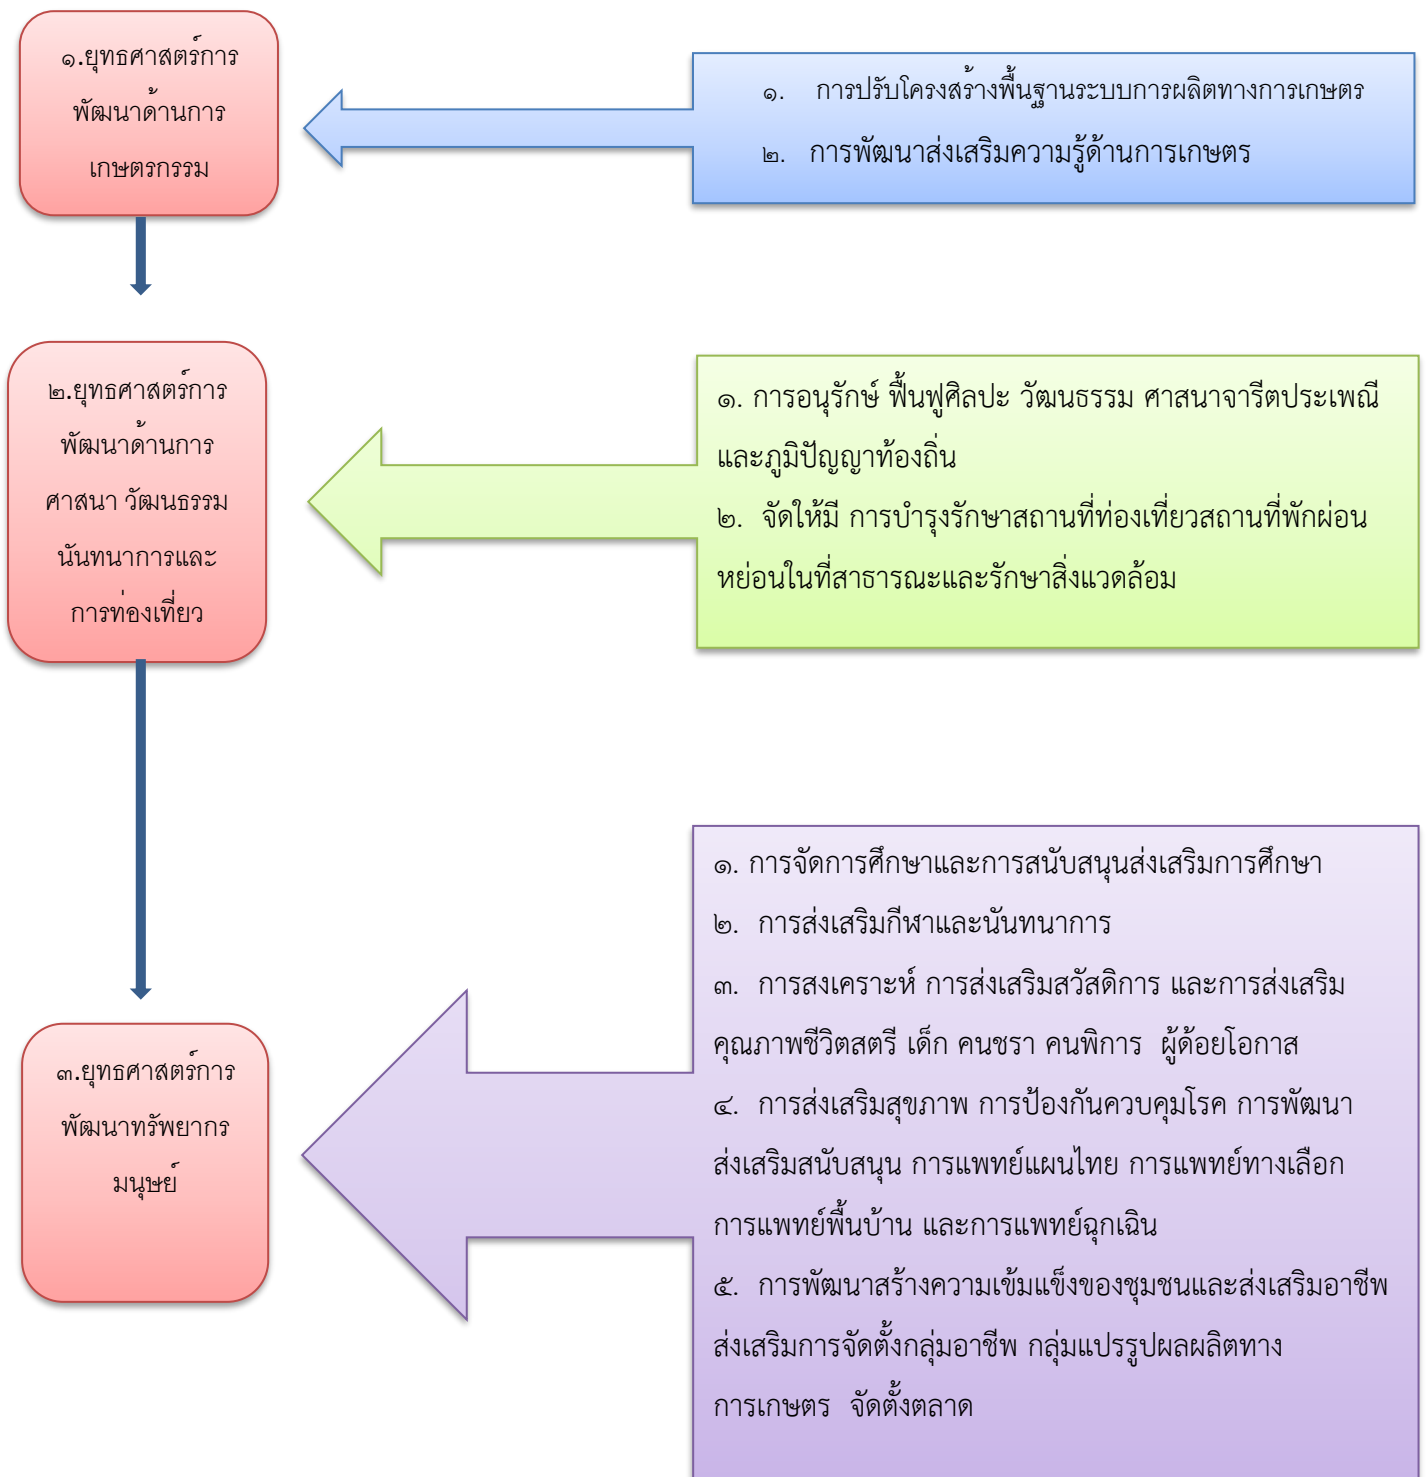 ๑.ยุทธศาสตร์การ
พัฒนาด้านการ
เกษตรกรรม
๑. การปรับโครงสร้างพื้นฐานระบบการผลิตทางการเกษตร
๒. การพัฒนาส่งเสริมความรู้ด้านการเกษตร
๒.ยุทธศาสตร์การ
พัฒนาด้านการ
ศาสนา วัฒนธรรม
นันทนาการและ
การท่องเที่ยว
๑. การอนุรักษ์ ฟื้นฟูศิลปะ วัฒนธรรม ศาสนาจารีตประเพณี
และภูมิปัญญาท้องถิ่น
๒. จัดให้มี การบำรุงรักษาสถานที่ท่องเที่ยวสถานที่พักผ่อน
หย่อนในที่สาธารณะและรักษาสิ่งแวดล้อม
๓.ยุทธศาสตร์การ
พัฒนาทรัพยากร
มนุษย์
๑. การจัดการศึกษาและการสนับสนุนส่งเสริมการศึกษา
๒. การส่งเสริมกีฬาและนันทนาการ
๓. การสงเคราะห์ การส่งเสริมสวัสดิการ และการส่งเสริม
คุณภาพชีวิตสตรี เด็ก คนชรา คนพิการ ผู้ด้อยโอกาส
๔. การส่งเสริมสุขภาพ การป้องกันควบคุมโรค การพัฒนา
ส่งเสริมสนับสนุน การแพทย์แผนไทย การแพทย์ทางเลือก
การแพทย์พื้นบ้าน และการแพทย์ฉุกเฉิน
๕. การพัฒนาสร้างความเข้มแข็งของชุมชนและส่งเสริมอาชีพ
ส่งเสริมการจัดตั้งกลุ่มอาชีพ กลุ่มแปรรูปผลผลิตทาง
การเกษตร จัดตั้งตลาด